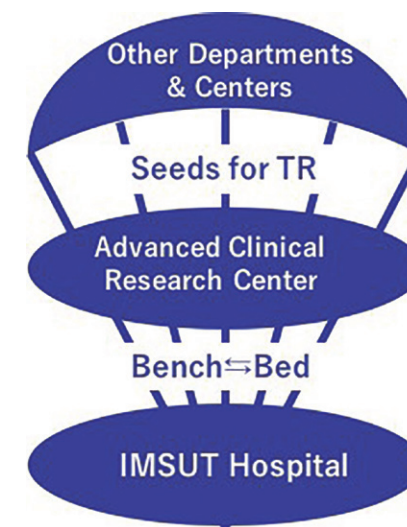 Other Departments
& Centers
Seeds for TR
Advanced Clinical
Research Center
Bench⇆Bed
IMSUT Hospital